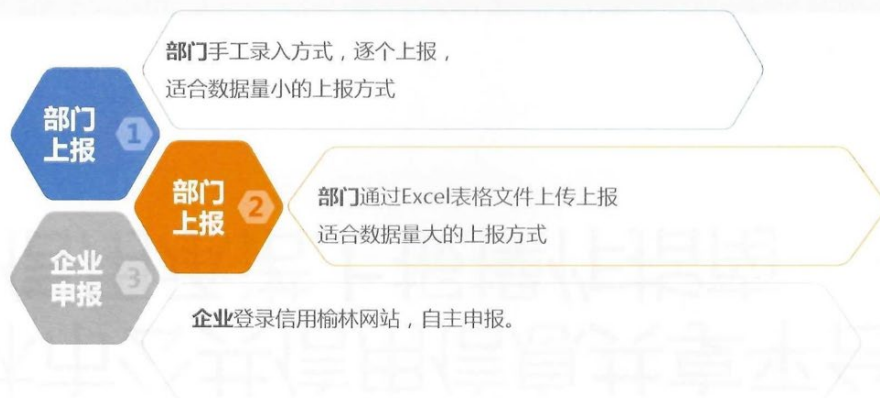 部门手工录入方式，逐个上报，
适合数据量小的上报方式
部门
上报
1
部门
上报
2
部门通过Excel表格文件上传上报
适合数据量大的上报方式
企业
申报
3
企业登录信用榆林网站，自主申报。